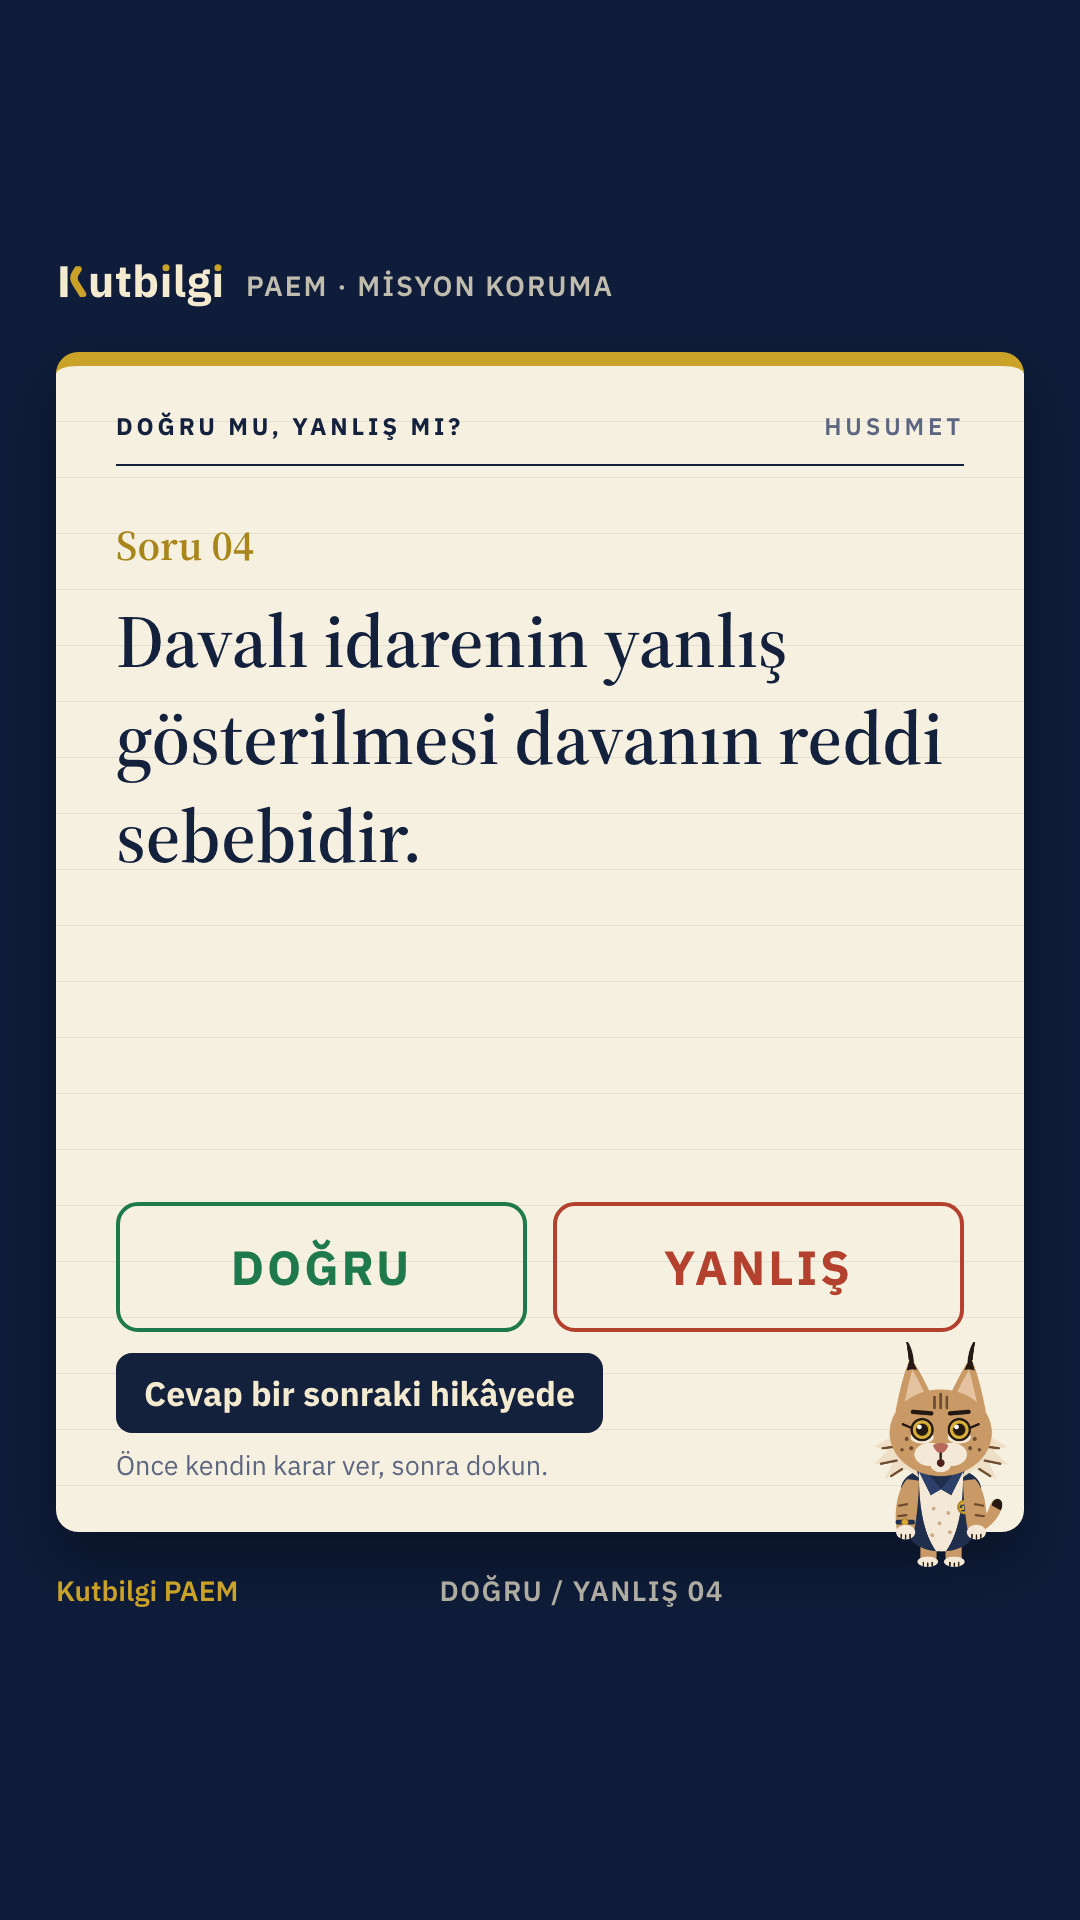 Kutbilgi PAEM · MİSYON KORUMA
DOĞRU MU, YANLIŞ MI? HUSUMET
Soru 04
Davalı idarenin yanlış
gösterilmesi davanın reddi
sebebidir.
DOĞRU YANLIŞ
Cevap bir sonraki hikâyede
Önce kendin karar ver, sonra dokun.
Kutbilgi PAEM DOĞRU / YANLIŞ 04